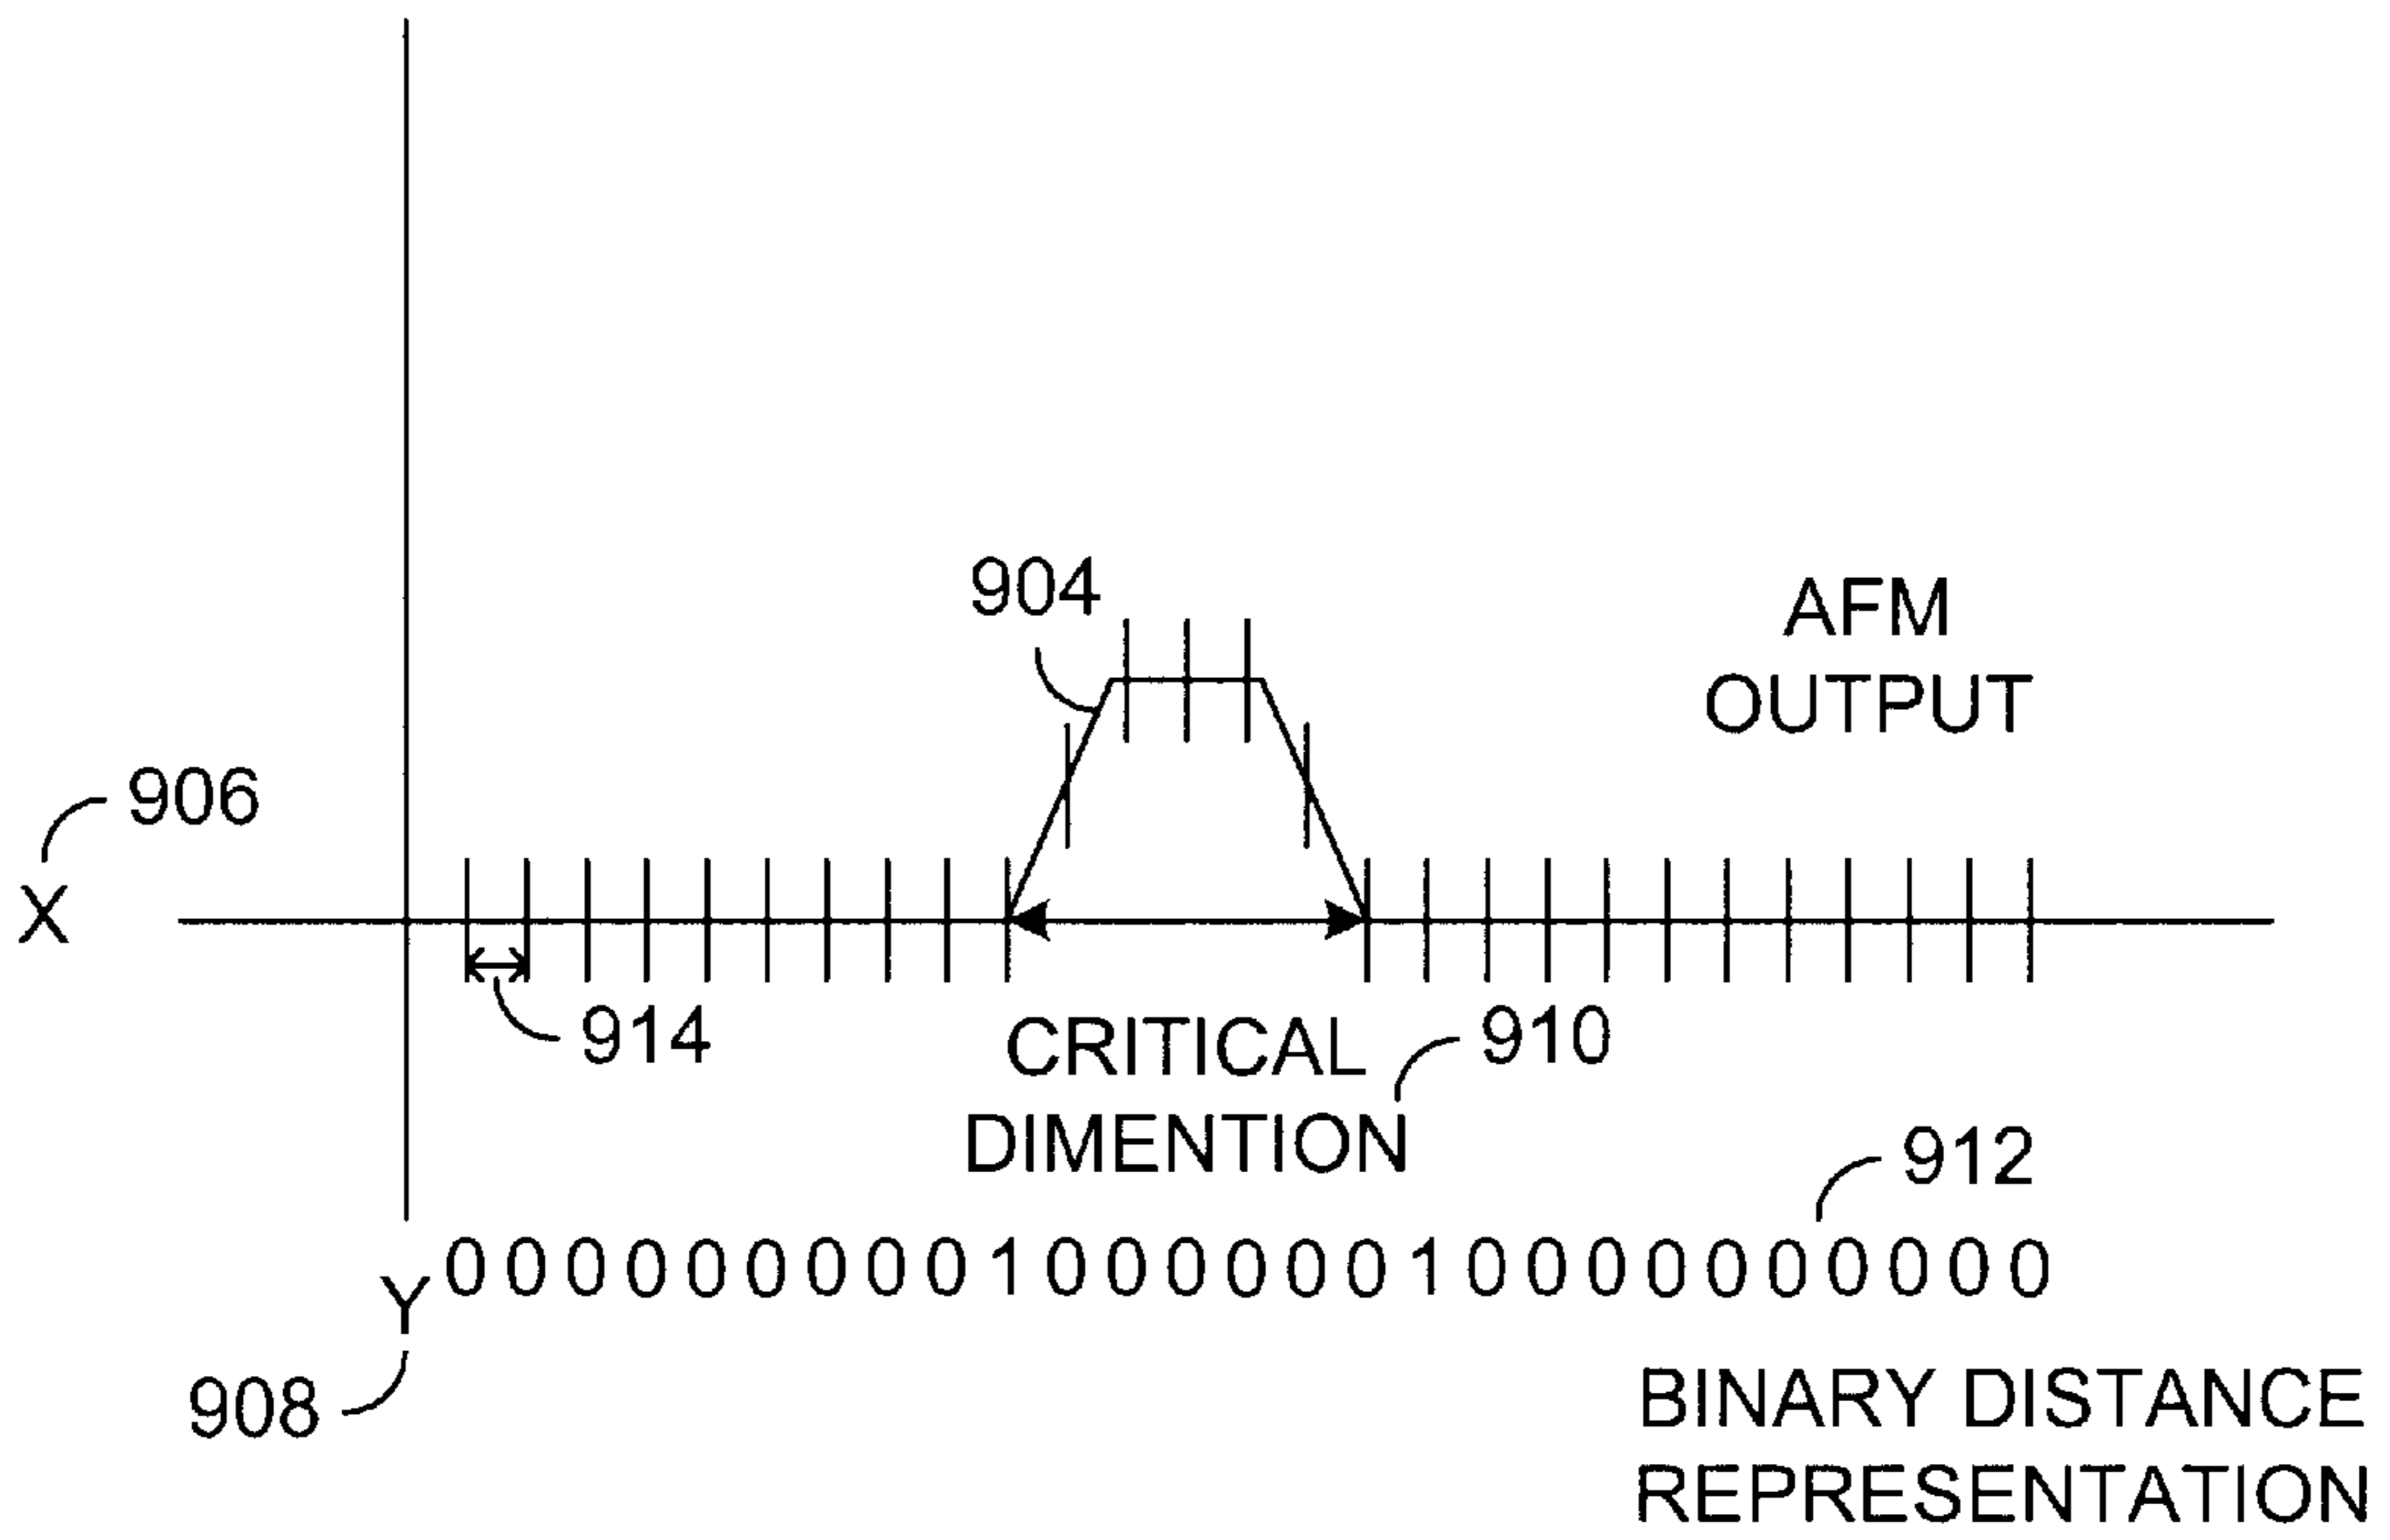 904
AFM
OUTPUT
906
X
914
CRITICAL
DIMENTION
910
912
Y
0 0 0 0 0 0 0 0 0 1 0 0 0 0 0 0 1 0 0 0 0 0 0 0 0 0 0
908
BINARY DISTANCE
REPRESENTATION